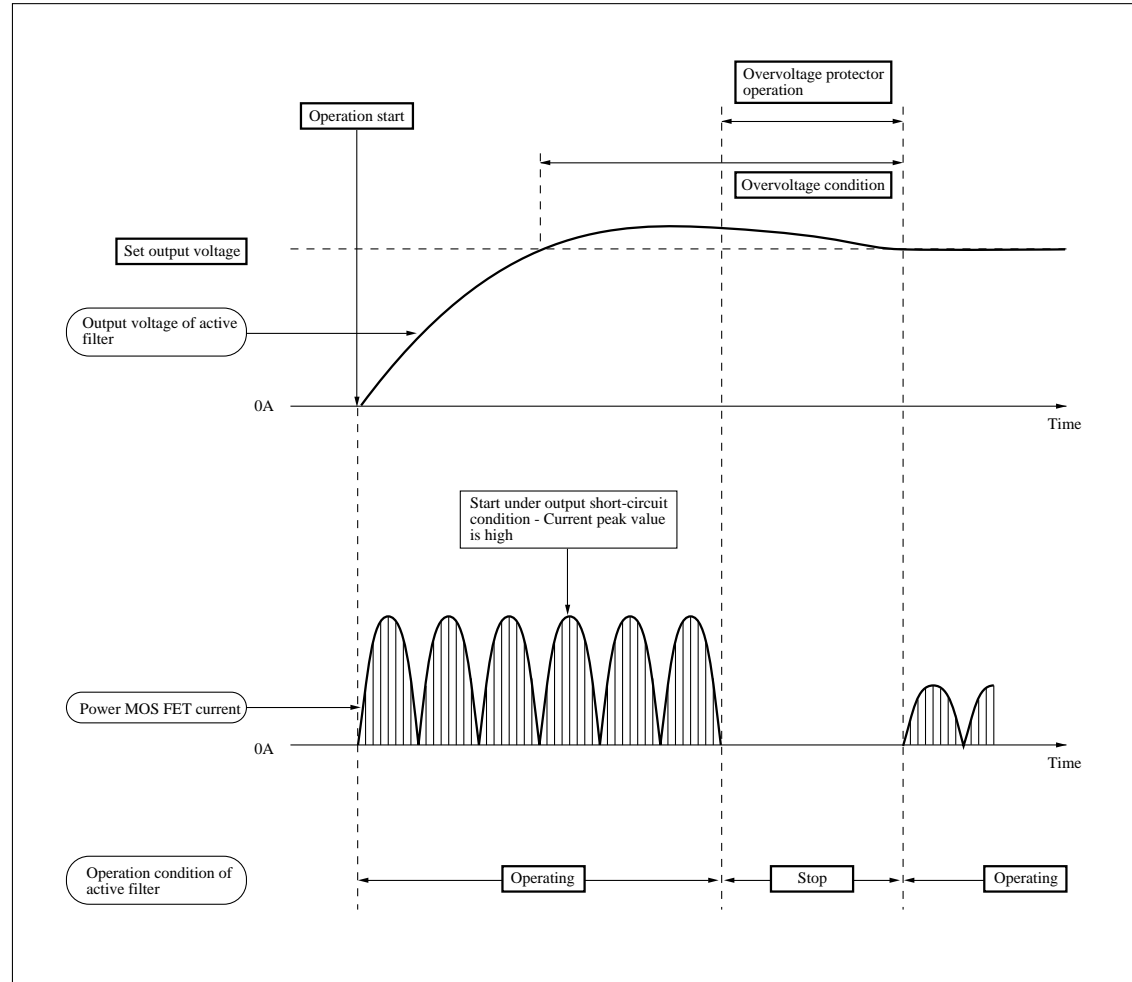 Overvoltage protector
operation
Operation start
Overvoltage condition
Set output voltage
Output voltage of active
filter
0A
Time
Start under output short-circuit
condition - Current peak value
is high
Power MOS FET current
0A
Time
Operation condition of
active filter
Operating
Stop
Operating